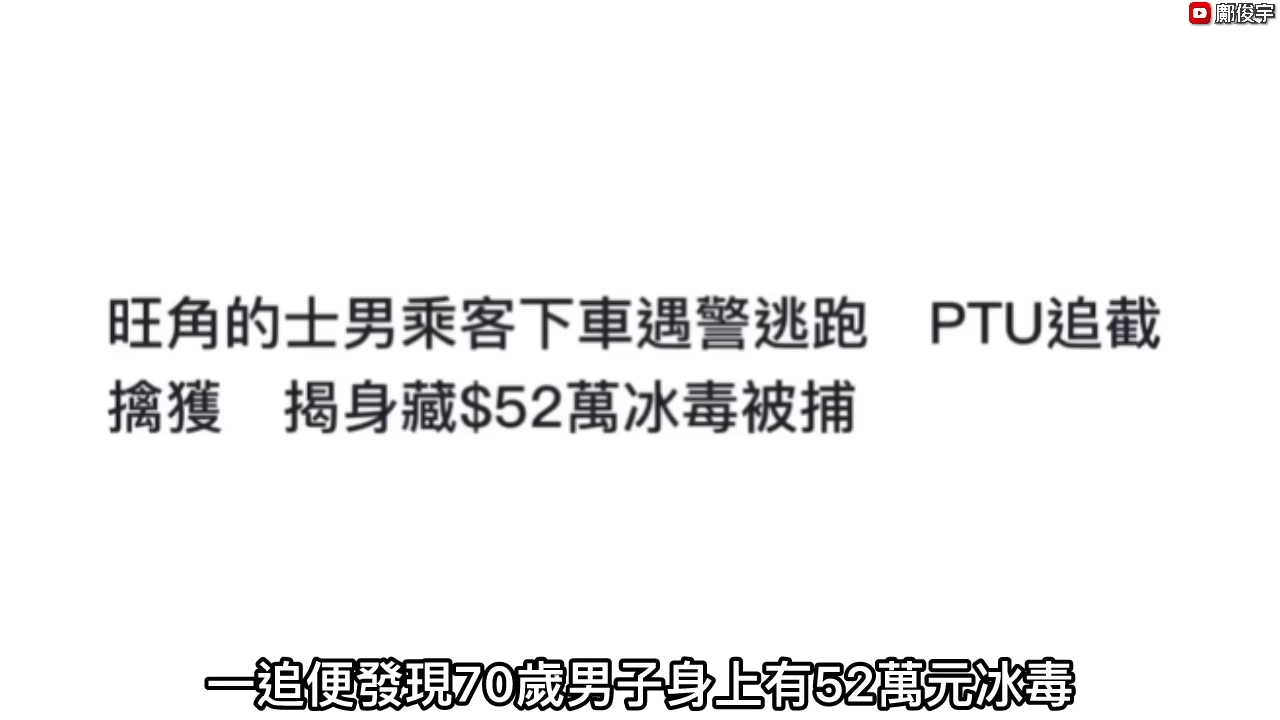 鄺俊宇
旺角的士男乘客下車遇警逃跑　PTU追截
擒獲　揭身藏$52萬冰毒被捕
一追便發現70歲男子身上有52萬元冰毒